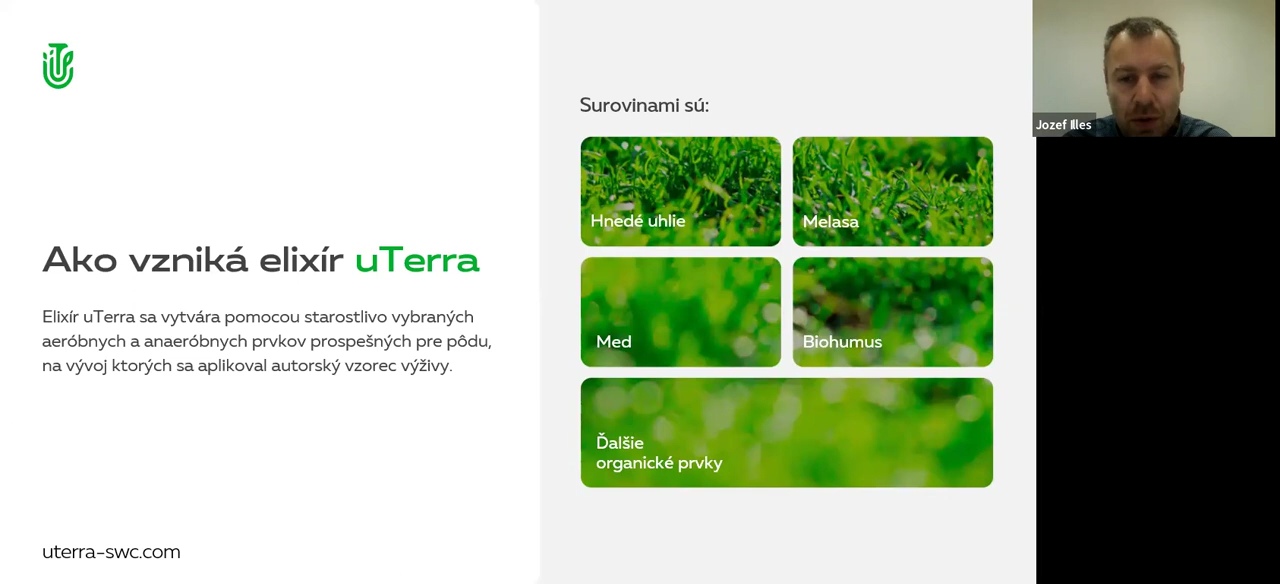 Ako vzniká elixír uTerra
Elixír uTerra sa vytvára pomocou starostlivo vybraných
aeróbnych a anaeróbnych prvkov prospešných pre pôdu,
na vývoj ktorých sa aplikoval autorský vzorec výživy.
uterra-swc.com
Surovinami sú:
Hnedé uhlie
Melasa
Med
Biohumus
Ďalšie
organické prvky
Jozef Illes